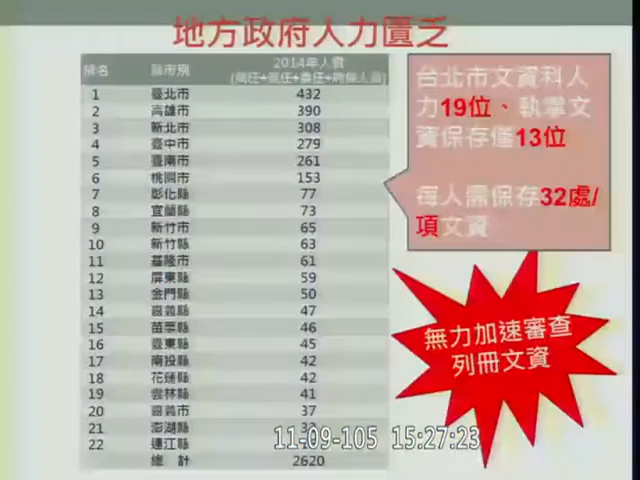 地方政府人力匱乏
排名 縣市別 2014年人員
1 臺北市 432
2 高雄市 390
3 新北市 308
4 臺中市 279
5 臺南市 261
6 桃園市 153
7 彰化縣 77
8 宜蘭縣 73
9 新竹市 65
10 新竹縣 63
11 基隆市 61
12 屏東縣 59
13 金門縣 50
14 嘉義縣 47
15 苗栗縣 46
16 臺東縣 45
17 南投縣 42
18 花蓮縣 42
19 雲林縣 41
20 嘉義市 37
21 澎湖縣
22 連江縣
總 計 2620
台北市文資科人
力19位、執掌文
資保存僅13位
每人需保存32處/
項文資
無力加速審查
列冊文資
11-09-105 15:27:23